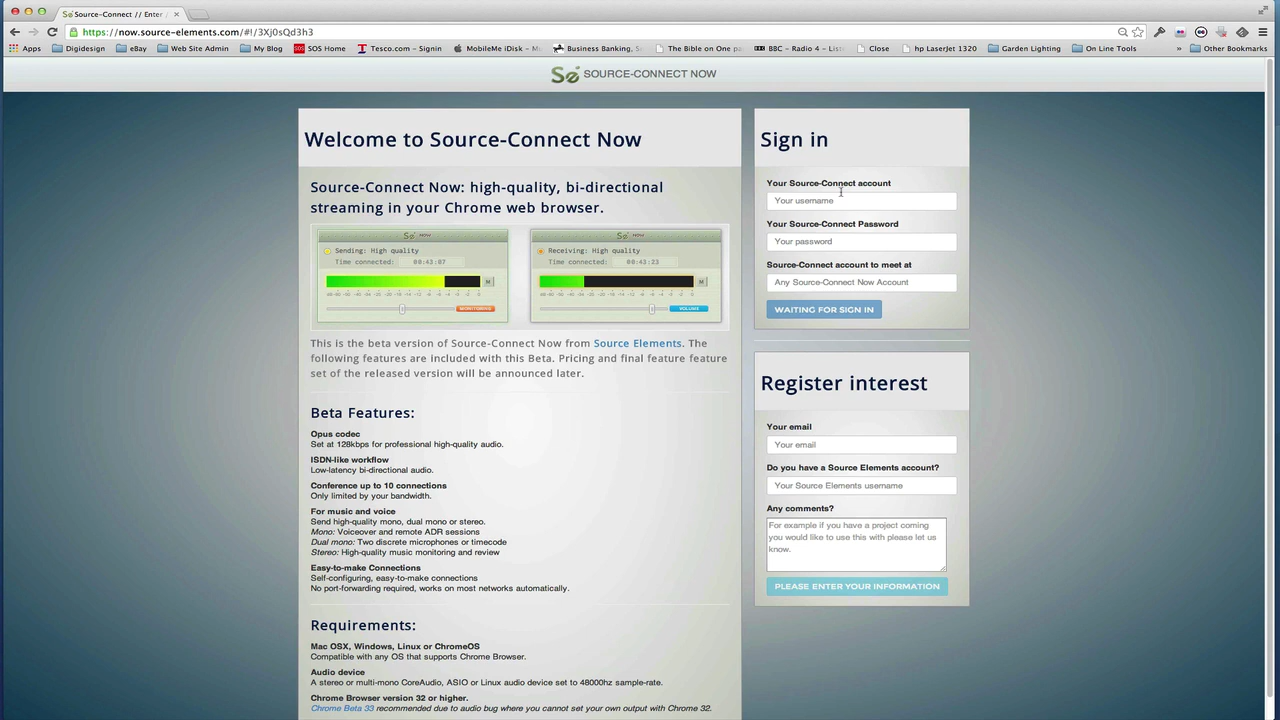 Source-Connect // Enter
https://now.source-elements.com/#!/3Xj0sQd3h3
Apps
Digidesign
eBay
Web Site Admin
My Blog
SOS Home
Tesco.com – Signin
MobileMe iDisk –
Business Banking,
The Bible on One
BBC – Radio 4 –
Close
hp LaserJet 1320
Garden Lighting
On Line Tools
»
Other Bookmarks
SOURCE-CONNECT NOW
Welcome to Source-Connect Now
Source-Connect Now: high-quality, bi-directional
streaming in your Chrome web browser.
NOW
Sending: High quality
Time connected: 00:43:07
M
MONITORING
NOW
Receiving: High quality
Time connected: 00:43:23
M
VOLUME
This is the beta version of Source-Connect Now from Source Elements. The
following features are included with this Beta. Pricing and final feature feature
set of the released version will be announced later.
Beta Features:
Opus codec
Set at 128kbps for professional high-quality audio.
ISDN-like workflow
Low-latency bi-directional audio.
Conference up to 10 connections
Only limited by your bandwidth.
For music and voice
Send high-quality mono, dual mono or stereo.
Mono: Voiceover and remote ADR sessions
Dual mono: Two discrete microphones or timecode
Stereo: High-quality music monitoring and review
Easy-to-make Connections
Self-configuring, easy-to-make connections
No port-forwarding required, works on most networks automatically.
Requirements:
Mac OSX, Windows, Linux or ChromeOS
Compatible with any OS that supports Chrome Browser.
Audio device
A stereo or multi-mono CoreAudio, ASIO or Linux audio device set to 48000hz sample-rate.
Chrome Browser version 32 or higher.
Chrome Beta 33 recommended due to audio bug where you cannot set your own output with Chrome 32.
Sign in
Your Source-Connect account
Your username
Your Source-Connect Password
Your password
Source-Connect account to meet at
Any Source-Connect Now Account
WAITING FOR SIGN IN
Register interest
Your email
Your email
Do you have a Source Elements account?
Your Source Elements username
Any comments?
For example if you have a project coming
you would like to use this with please let us
know.
PLEASE ENTER YOUR INFORMATION